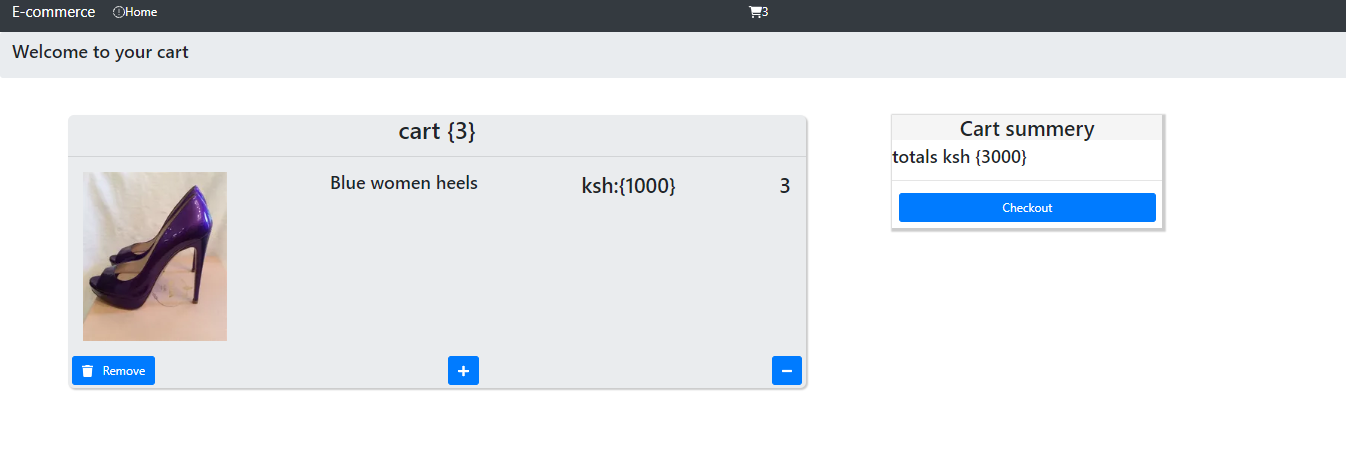 E-commerce Home 3
Welcome to your cart
cart {3}
Blue women heels ksh:{1000} 3
Remove + −
Cart summery
totals ksh {3000}
Checkout